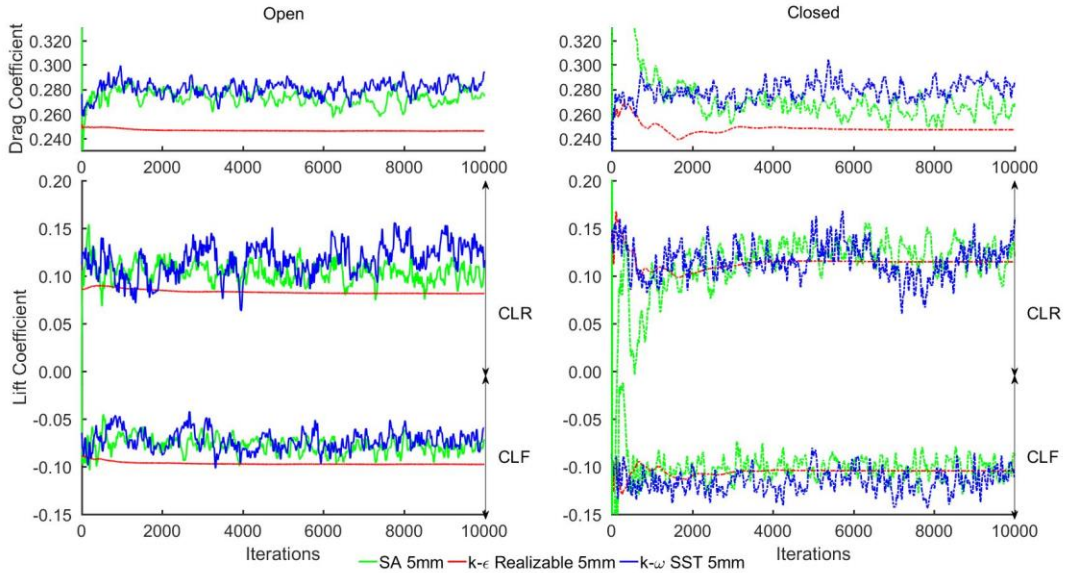 Open
Closed
Drag Coefficient
0.320
0.300
0.280
0.260
0.240
0 2000 4000 6000 8000 10000
0.320
0.300
0.280
0.260
0.240
0 2000 4000 6000 8000 10000
Lift Coefficient
0.20
0.15
0.10
0.05
0.00
-0.05
-0.10
-0.15
CLR
CLF
0 2000 4000 6000 8000 10000
Iterations
0.20
0.15
0.10
0.05
0.00
-0.05
-0.10
-0.15
CLR
CLF
0 2000 4000 6000 8000 10000
Iterations
SA 5mm k-ϵ Realizable 5mm k-ω SST 5mm